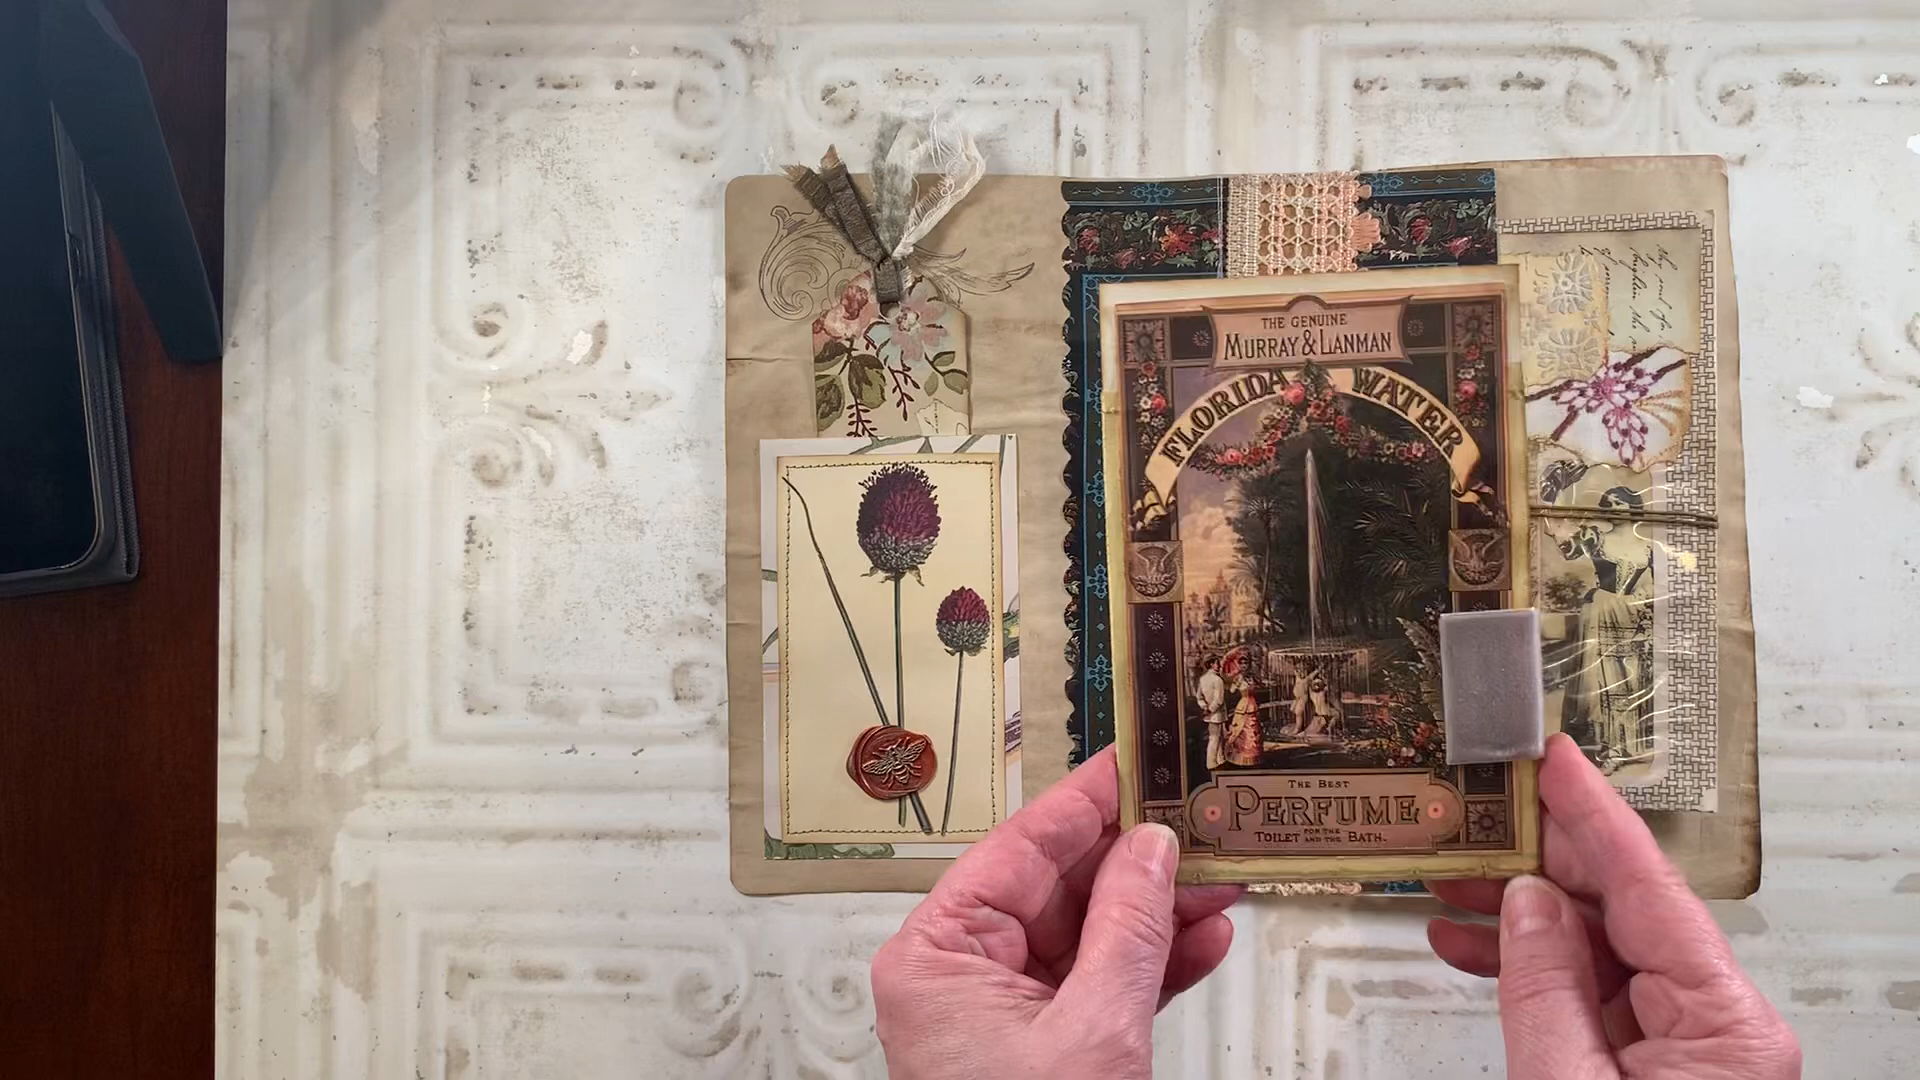 THE GENUINE
MURRAY & LANMAN
FLORIDA WATER
THE BEST
PERFUME
FOR THE
TOILET AND THE BATH.